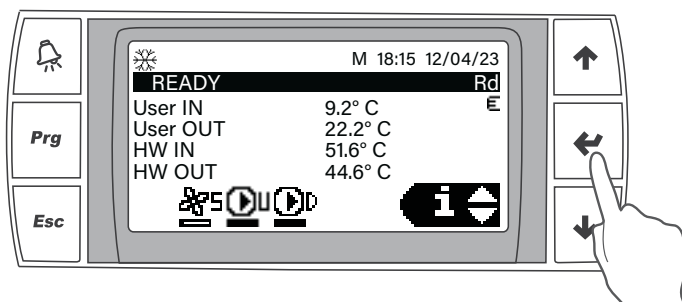 M 18:15 12/04/23
READY Rd
User IN 9.2° C E
User OUT 22.2° C
HW IN 51.6° C
HW OUT 44.6° C
S U D i
Prg
Esc